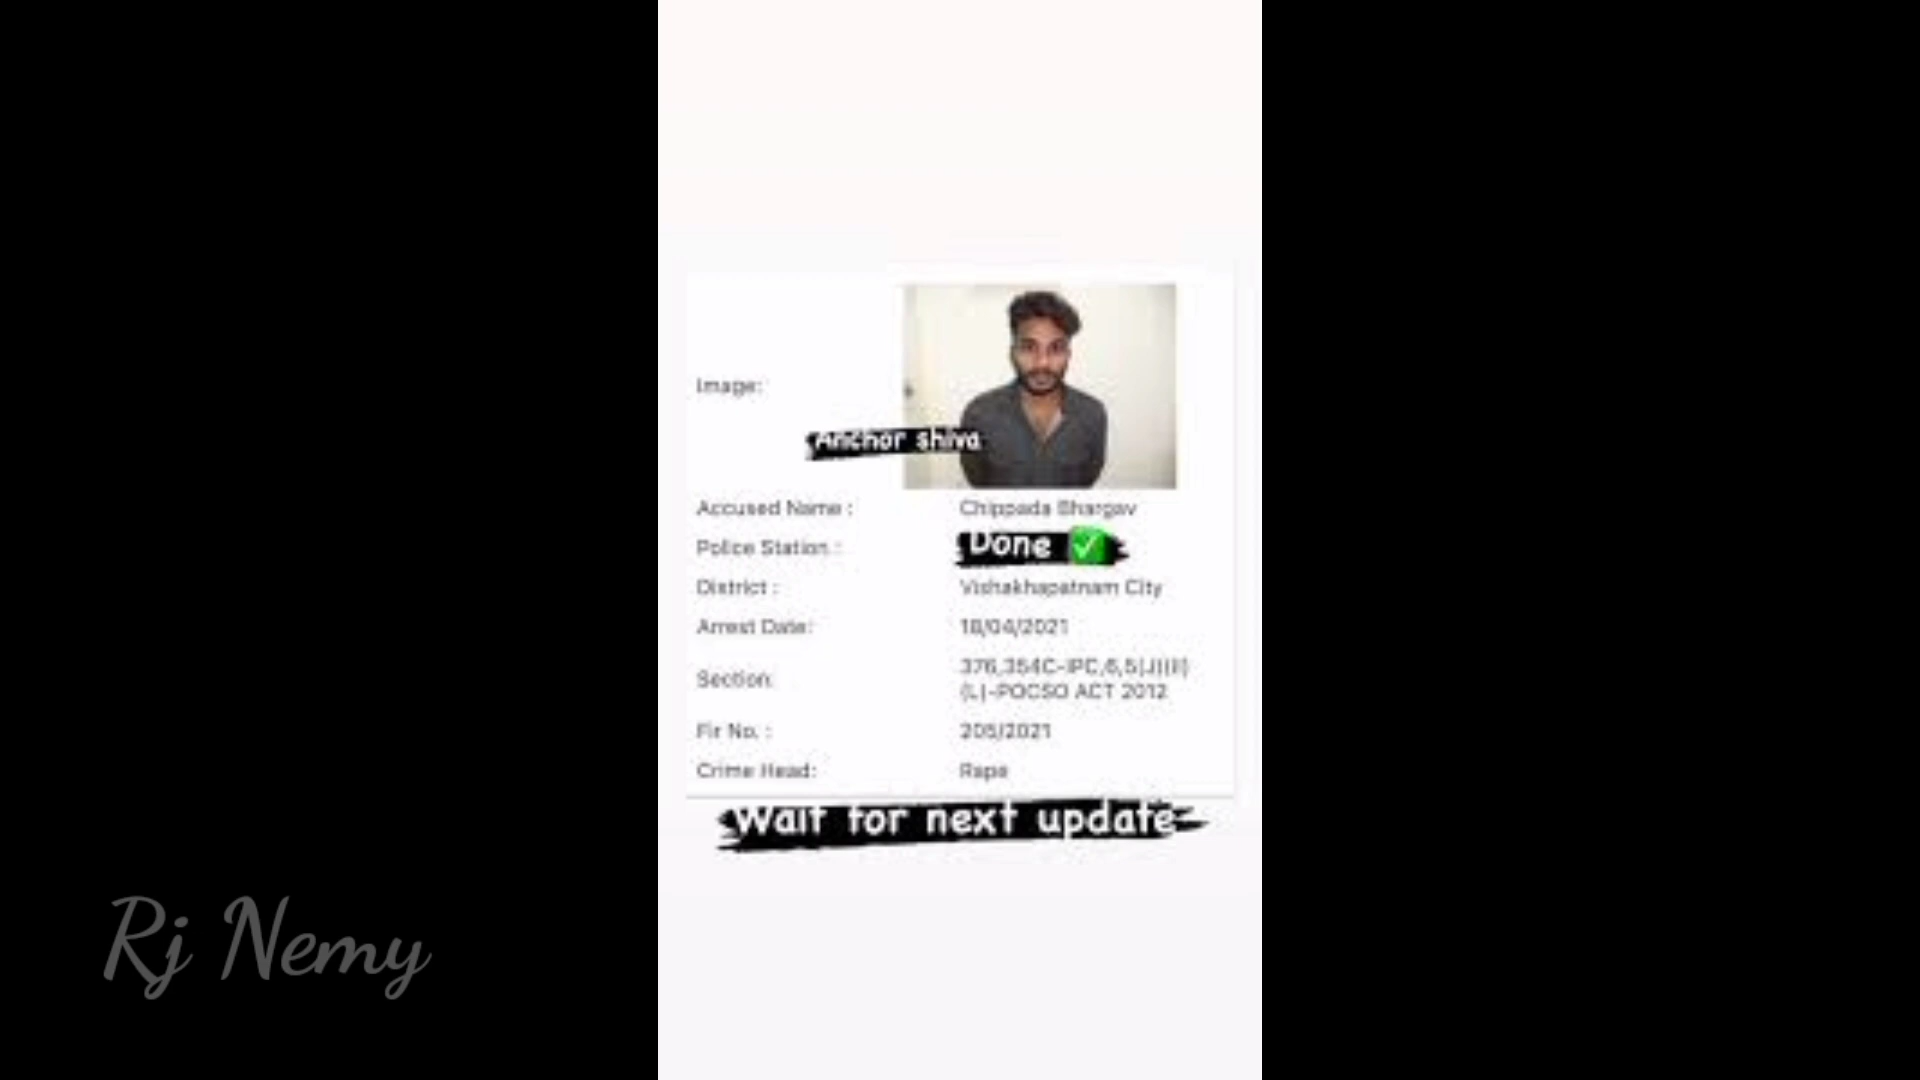 Image:
Anchor shiva
Accused Name : Chippada Bhargav
Police Station : Done ✅
District : Vishakhapatnam City
Arrest Date: 18/04/2021
Section: 376,354C-IPC,6,5(J)(II)
(L)-POCSO ACT 2012
Fir No. : 205/2021
Crime Head: Rape
Wait for next update
Rj Nemy